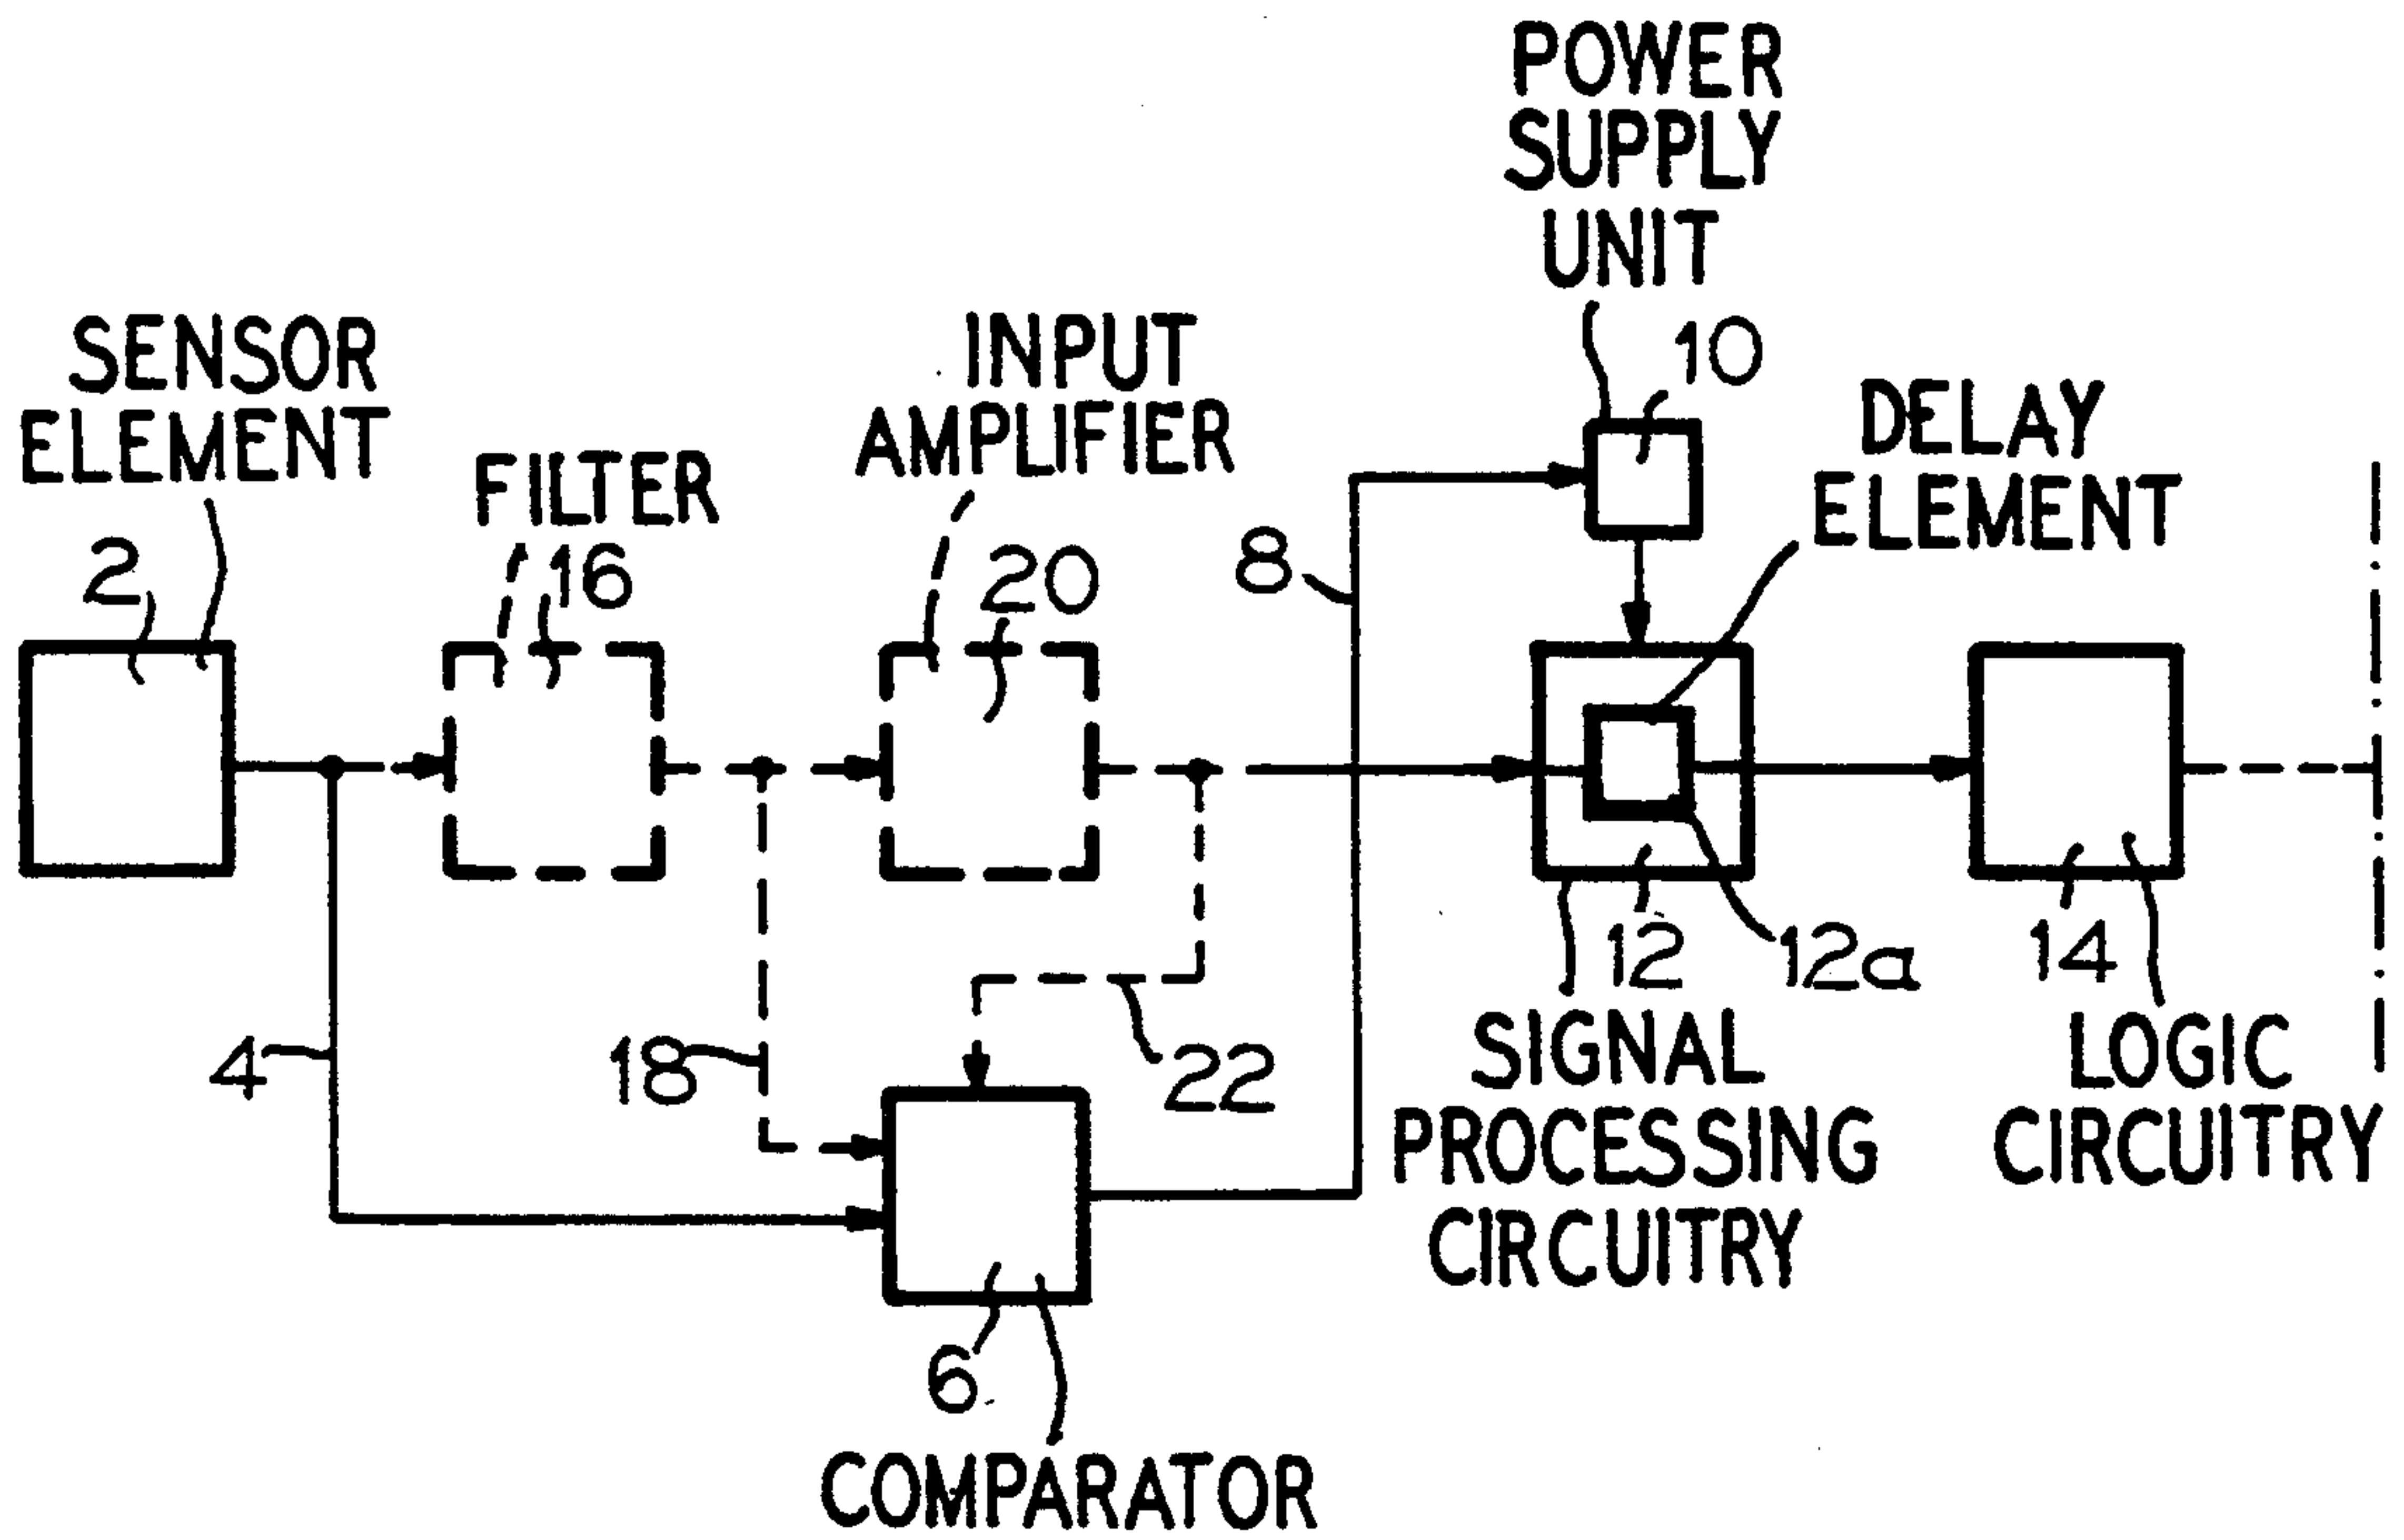 POWER
SUPPLY
UNIT
10
SENSOR
ELEMENT
2
FILTER
16
INPUT
AMPLIFIER
20
8
DELAY
ELEMENT
12
12a
14
SIGNAL
PROCESSING
CIRCUITRY
LOGIC
CIRCUITRY
4
18
22
6
COMPARATOR